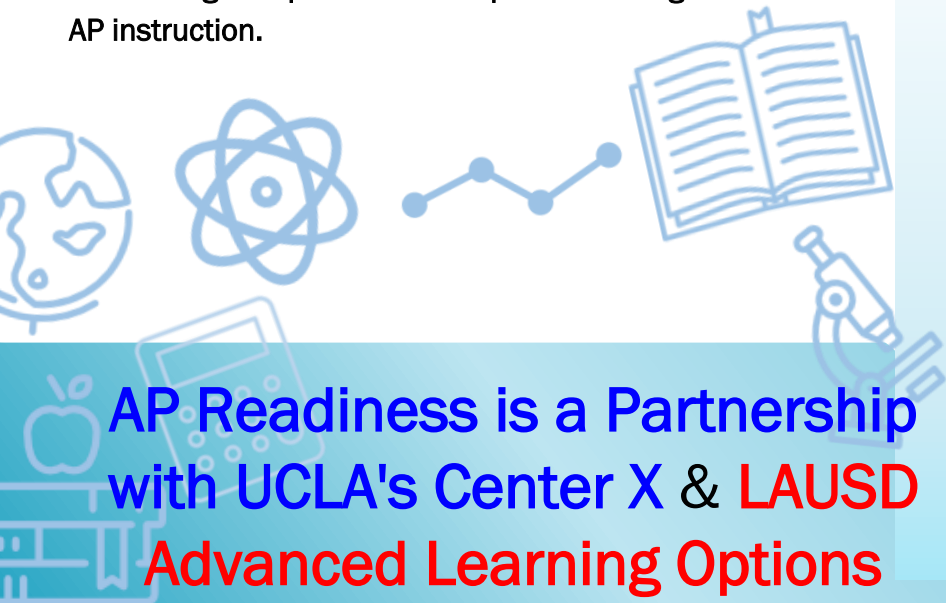 AP instruction.
AP Readiness is a Partnership
with UCLA's Center X & LAUSD
Advanced Learning Options